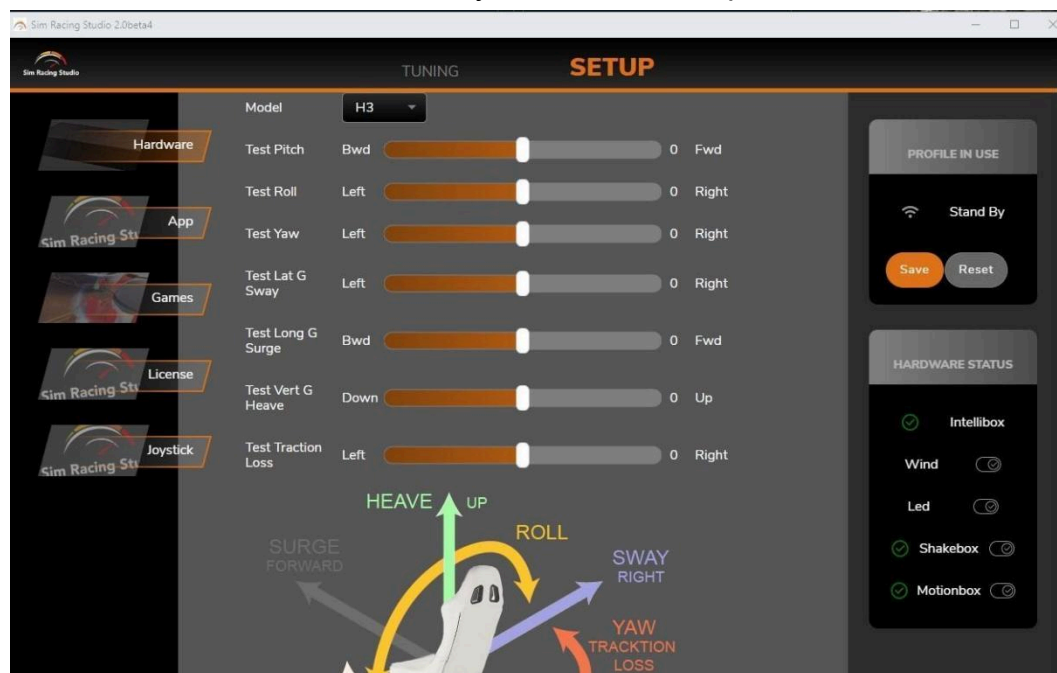 Sim Racing Studio 2.0beta4
Sim Racing Studio
TUNING
SETUP
Hardware
Sim Racing Stu
App
Games
Sim Racing Stu
License
Sim Racing Stu
Joystick
Model H3
Test Pitch Bwd 0 Fwd
Test Roll Left 0 Right
Test Yaw Left 0 Right
Test Lat G
Sway Left 0 Right
Test Long G
Surge Bwd 0 Fwd
Test Vert G
Heave Down 0 Up
Test Traction
Loss Left 0 Right
HEAVE UP
ROLL
SURGE
FORWARD
SWAY
RIGHT
YAW
TRACKTION
LOSS
PROFILE IN USE
Stand By
Save Reset
HARDWARE STATUS
Intellibox
Wind
Led
Shakebox
Motionbox